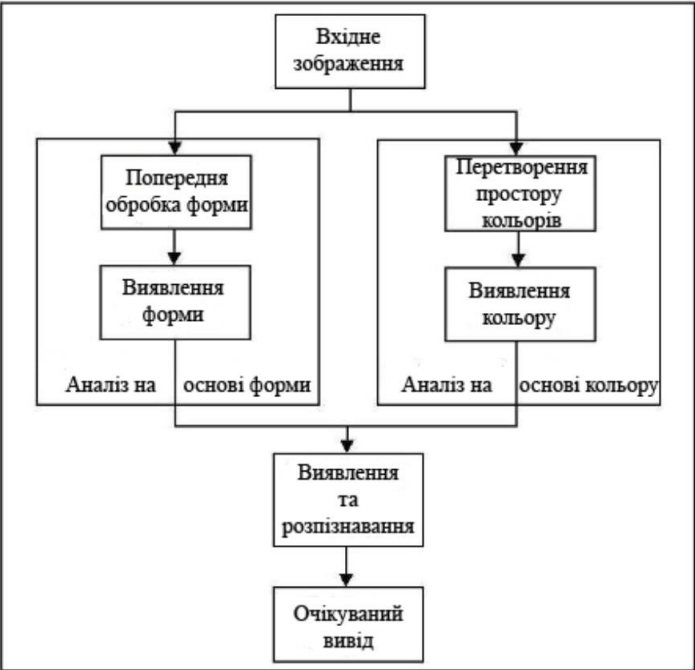 Вхідне
зображення
Попередня
обробка форми
Виявлення
форми
Аналіз на основі форми
Перетворення
простору
кольорів
Виявлення
кольору
Аналіз на основі кольору
Виявлення
та
розпізнавання
Очікуваний
вивід